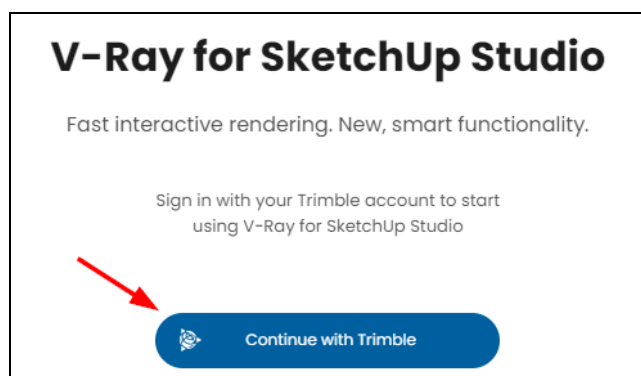 V-Ray for SketchUp Studio
Fast interactive rendering. New, smart functionality.
Sign in with your Trimble account to start
using V-Ray for SketchUp Studio
Continue with Trimble